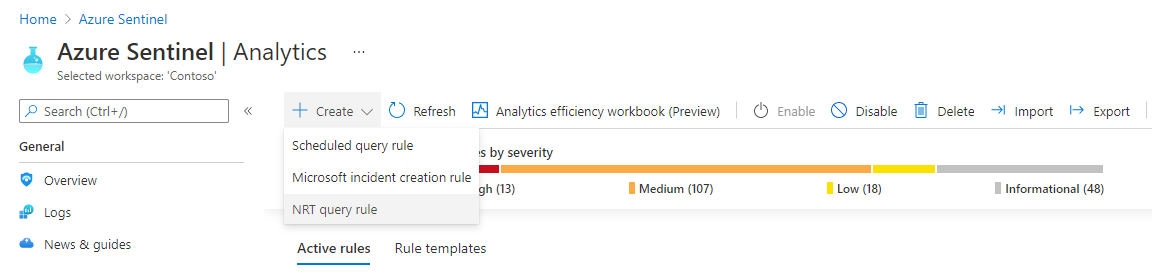 Home > Azure Sentinel
Azure Sentinel | Analytics ...
Selected workspace: 'Contoso'
Search (Ctrl+/) «
+ Create Refresh Analytics efficiency workbook (Preview) Enable Disable Delete Import Export
Scheduled query rule
Microsoft incident creation rule
NRT query rule
es by severity
gh (13) Medium (107) Low (18) Informational (48)
General
Overview
Logs
News & guides
Active rules Rule templates